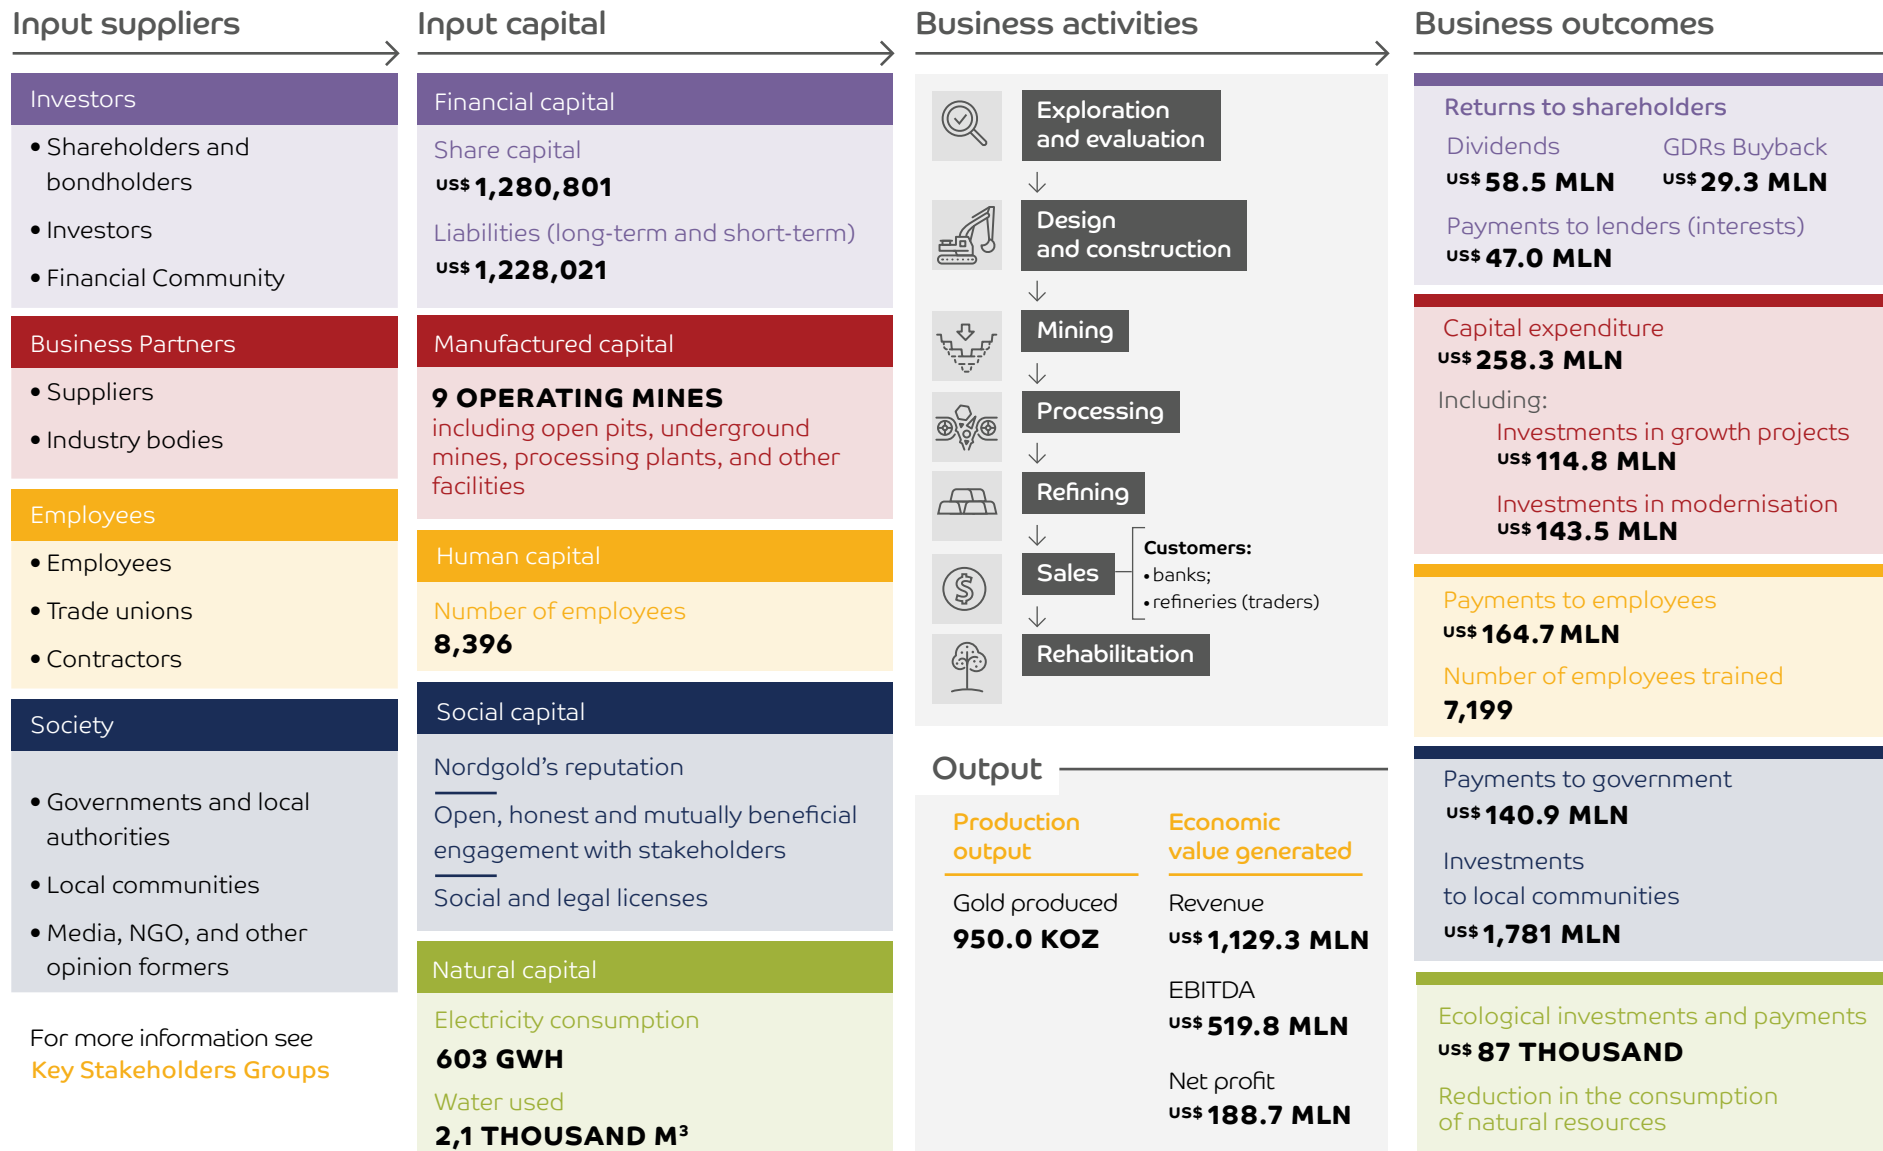 Input suppliers
Investors
• Shareholders and
bondholders
• Investors
• Financial Community
Business Partners
• Suppliers
• Industry bodies
Employees
• Employees
• Trade unions
• Contractors
Society
• Governments and local
authorities
• Local communities
• Media, NGO, and other
opinion formers
For more information see
Key Stakeholders Groups
Input capital
Financial capital
Share capital
US$ 1,280,801
Liabilities (long-term and short-term)
US$ 1,228,021
Manufactured capital
9 OPERATING MINES
including open pits, underground
mines, processing plants, and other
facilities
Human capital
Number of employees
8,396
Social capital
Nordgold's reputation
Open, honest and mutually beneficial
engagement with stakeholders
Social and legal licenses
Natural capital
Electricity consumption
603 GWH
Water used
2,1 THOUSAND M³
Business activities
Exploration
and evaluation
Design
and construction
Mining
Processing
Refining
Sales
Customers:
• banks;
• refineries (traders)
Rehabilitation
Output
Production
output
Gold produced
950.0 KOZ
Economic
value generated
Revenue
US$ 1,129.3 MLN
EBITDA
US$ 519.8 MLN
Net profit
US$ 188.7 MLN
Business outcomes
Returns to shareholders
Dividends
US$ 58.5 MLN
GDRs Buyback
US$ 29.3 MLN
Payments to lenders (interests)
US$ 47.0 MLN
Capital expenditure
US$ 258.3 MLN
Including:
Investments in growth projects
US$ 114.8 MLN
Investments in modernisation
US$ 143.5 MLN
Payments to employees
US$ 164.7 MLN
Number of employees trained
7,199
Payments to government
US$ 140.9 MLN
Investments
to local communities
US$ 1,781 MLN
Ecological investments and payments
US$ 87 THOUSAND
Reduction in the consumption
of natural resources